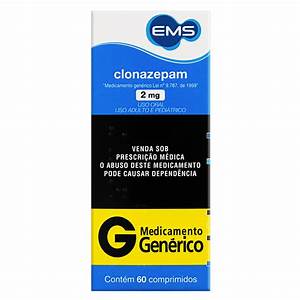 EMS
clonazepam
"Medicamento genérico Lei nº 9.787, de 1999"
2 mg
USO ORAL
USO ADULTO E PEDIÁTRICO
VENDA SOB
PRESCRIÇÃO MÉDICA
O ABUSO DESTE MEDICAMENTO
PODE CAUSAR DEPENDÊNCIA
G Medicamento
Genérico
Contém 60 comprimidos